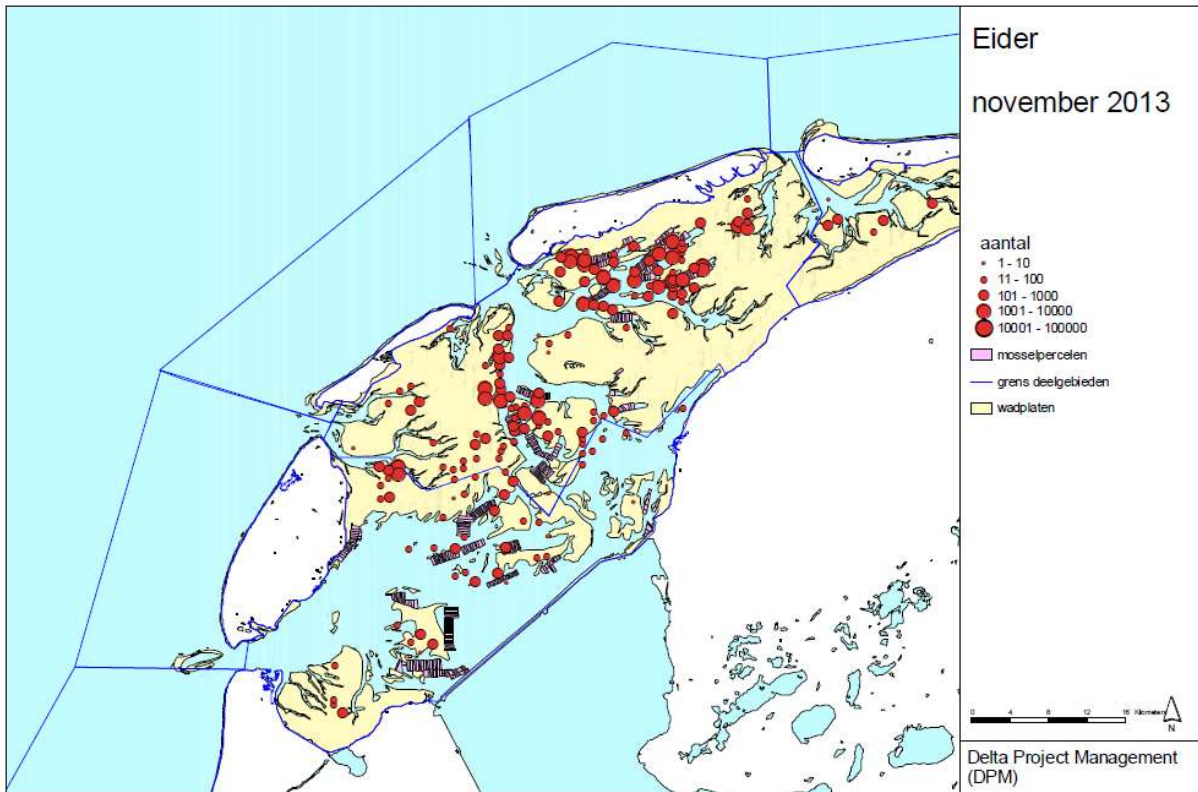 Eider
november 2013
aantal
1 - 10
11 - 100
101 - 1000
1001 - 10000
10001 - 100000
mosselpercelen
grens deelgebieden
wadplaten
0 4 8 12 16 Kilometers
N
Delta Project Management
(DPM)